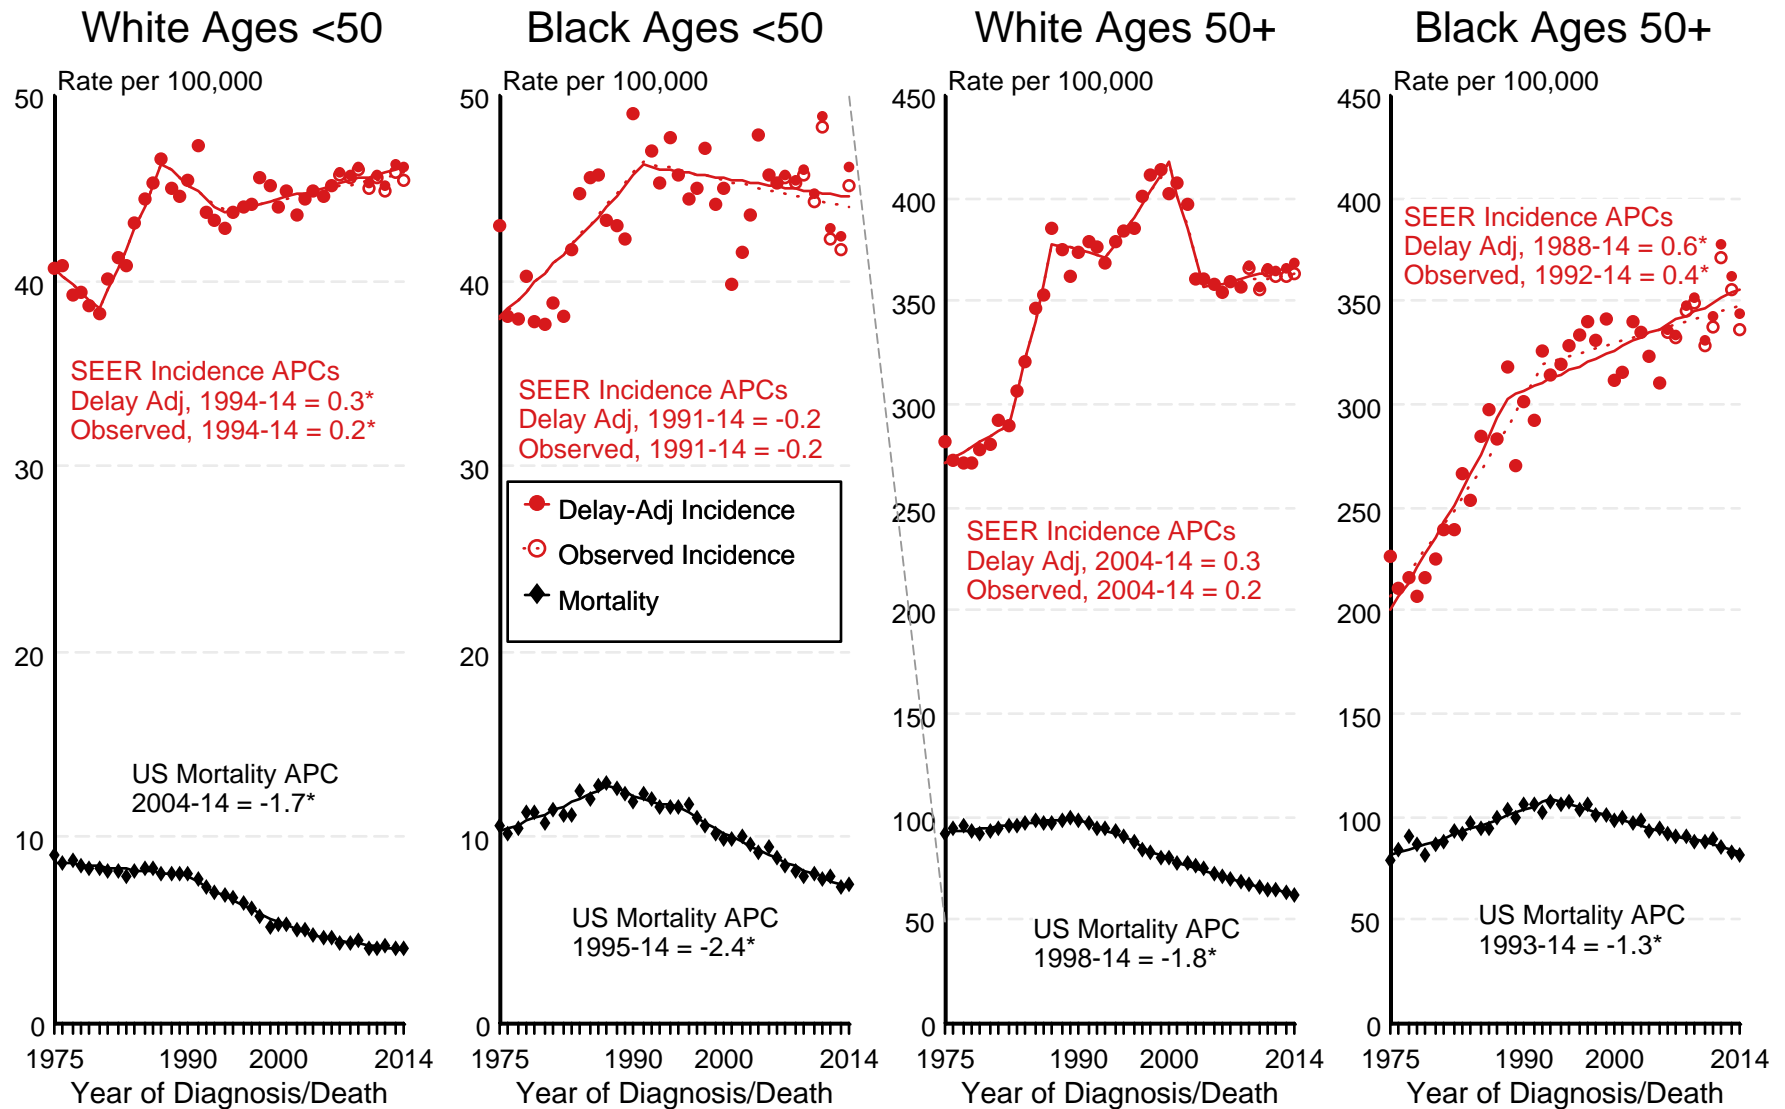 White Ages <50
Rate per 100,000
50
40
30
20
10
0
SEER Incidence APCs
Delay Adj, 1994-14 = 0.3*
Observed, 1994-14 = 0.2*
US Mortality APC
2004-14 = -1.7*
1975
1990
2000
2014
Year of Diagnosis/Death
Black Ages <50
Rate per 100,000
50
40
30
20
10
0
SEER Incidence APCs
Delay Adj, 1991-14 = -0.2
Observed, 1991-14 = -0.2
Delay-Adj Incidence
Observed Incidence
Mortality
US Mortality APC
1995-14 = -2.4*
1975
1990
2000
2014
Year of Diagnosis/Death
White Ages 50+
Rate per 100,000
450
400
350
300
250
200
150
100
50
0
SEER Incidence APCs
Delay Adj, 2004-14 = 0.3
Observed, 2004-14 = 0.2
US Mortality APC
1998-14 = -1.8*
1975
1990
2000
2014
Year of Diagnosis/Death
Black Ages 50+
Rate per 100,000
450
400
350
300
250
200
150
100
50
0
SEER Incidence APCs
Delay Adj, 1988-14 = 0.6*
Observed, 1992-14 = 0.4*
US Mortality APC
1993-14 = -1.3*
1975
1990
2000
2014
Year of Diagnosis/Death